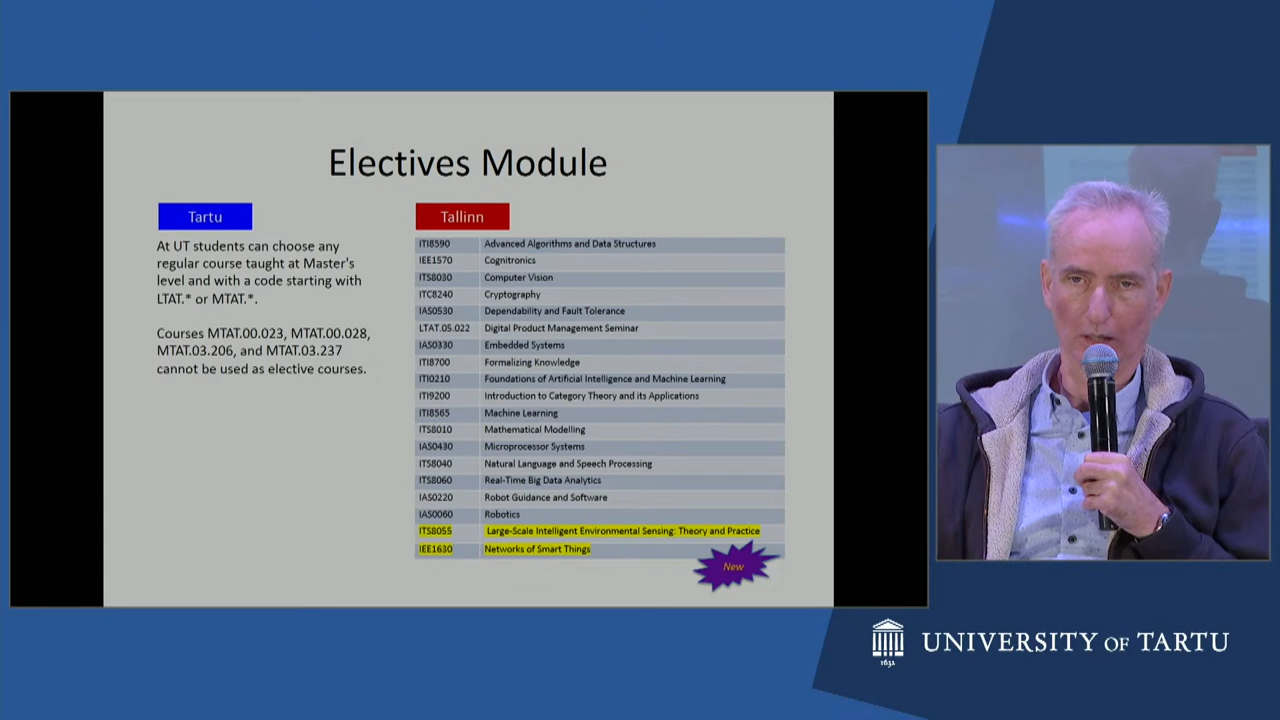 Electives Module
Tartu
At UT students can choose any
regular course taught at Master's
level and with a code starting with
LTAT.* or MTAT.*.
Courses MTAT.00.023, MTAT.00.028,
MTAT.03.206, and MTAT.03.237
cannot be used as elective courses.
Tallinn
ITI8590 Advanced Algorithms and Data Structures
IEE1570 Cognitronics
ITS8030 Computer Vision
ITC8240 Cryptography
IAS0530 Dependability and Fault Tolerance
LTAT.05.022 Digital Product Management Seminar
IAS0330 Embedded Systems
ITI8700 Formalizing Knowledge
ITI0210 Foundations of Artificial Intelligence and Machine Learning
ITI9200 Introduction to Category Theory and its Applications
ITI8565 Machine Learning
ITS8010 Mathematical Modelling
IAS0430 Microprocessor Systems
ITS8040 Natural Language and Speech Processing
ITS8060 Real-Time Big Data Analytics
IAS0220 Robot Guidance and Software
IAS0060 Robotics
ITS8055 Large-Scale Intelligent Environmental Sensing: Theory and Practice
IEE1630 Networks of Smart Things
New
UNIVERSITY OF TARTU
1632